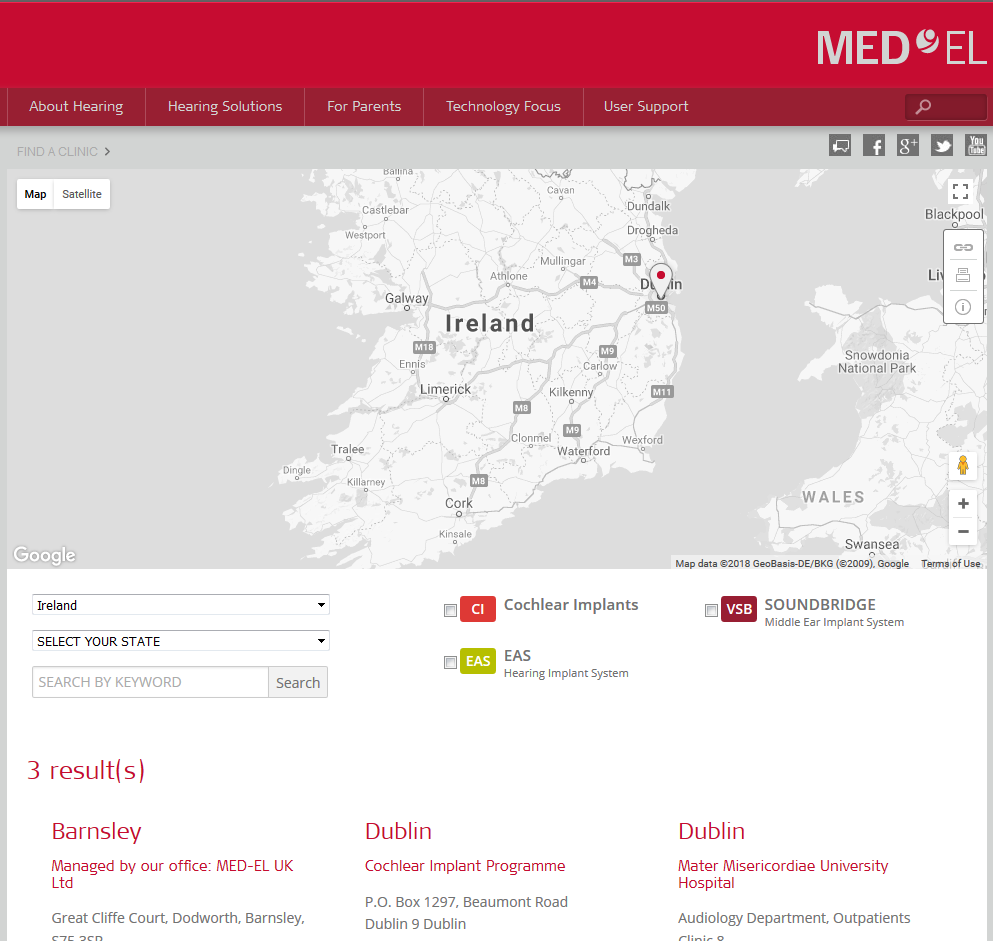 MED EL
About Hearing
Hearing Solutions
For Parents
Technology Focus
User Support
FIND A CLINIC
g+
You
Tube
Map
Satellite
Ballina
Cavan
Dundalk
Castlebar
Blackpool
Westport
Drogheda
Mullingar
M3
Athlone
M4
Galway
M50
Ireland
M18
M9
Snowdonia
National Park
Ennis
Carlow
Limerick
Kilkenny
M11
M8
M9
Clonmel
Wexford
Tralee
Waterford
Dingle
Killarney
M8
WALES
Cork
Kinsale
Swansea
Google
Map data ©2018 GeoBasis-DE/BKG (©2009), Google
Terms of Use
Ireland
CI
Cochlear Implants
VSB
SOUNDBRIDGE
Middle Ear Implant System
SELECT YOUR STATE
EAS
EAS
Hearing Implant System
SEARCH BY KEYWORD
Search
3 result(s)
Barnsley
Managed by our office: MED-EL UK
Ltd
Great Cliffe Court, Dodworth, Barnsley,
S75 3SP
Dublin
Cochlear Implant Programme
P.O. Box 1297, Beaumont Road
Dublin 9 Dublin
Dublin
Mater Misericordiae University
Hospital
Audiology Department, Outpatients
Clinic 8